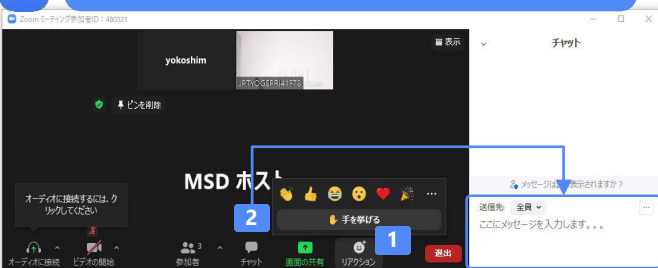 Zoom ミーティング参加者ID：480321
表示
チャット
yokoshim
JPTYOGSPRJ41P78
ピンを削除
MSD ホスト
メッセージは
表示されますか？
オーディオに接続するには、ク
リックしてください
2
手を挙げる
1
送信先: 全員
ここにメッセージを入力します。。。
3
オーディオに接続
ビデオの開始
参加者
チャット
画面の共有
リアクション
退出